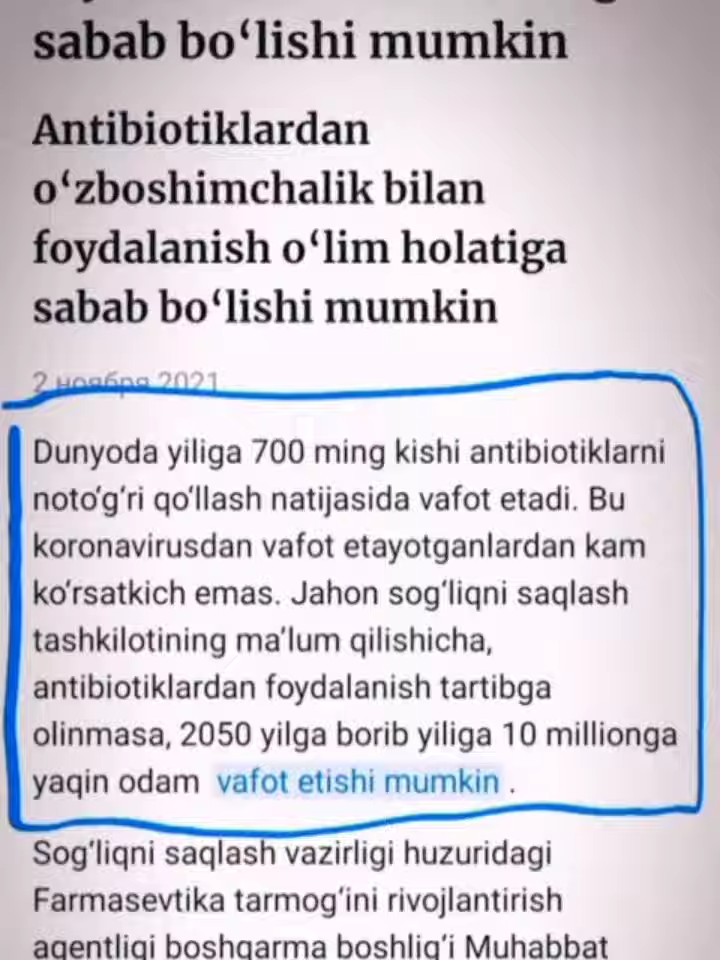 sabab bo‘lishi mumkin
Antibiotiklardan
o‘zboshimchalik bilan
foydalanish o‘lim holatiga
sabab bo‘lishi mumkin
2 ноября 2021
Dunyoda yiliga 700 ming kishi antibiotiklarni
noto‘g‘ri qo‘llash natijasida vafot etadi. Bu
koronavirusdan vafot etayotganlardan kam
ko‘rsatkich emas. Jahon sog‘liqni saqlash
tashkilotining ma’lum qilishicha,
antibiotiklardan foydalanish tartibga
olinmasa, 2050 yilga borib yiliga 10 millionga
yaqin odam vafot etishi mumkin .
Sog‘liqni saqlash vazirligi huzuridagi
Farmasevtika tarmog‘ini rivojlantirish
agentligi boshqarma boshlig‘i Muhabbat